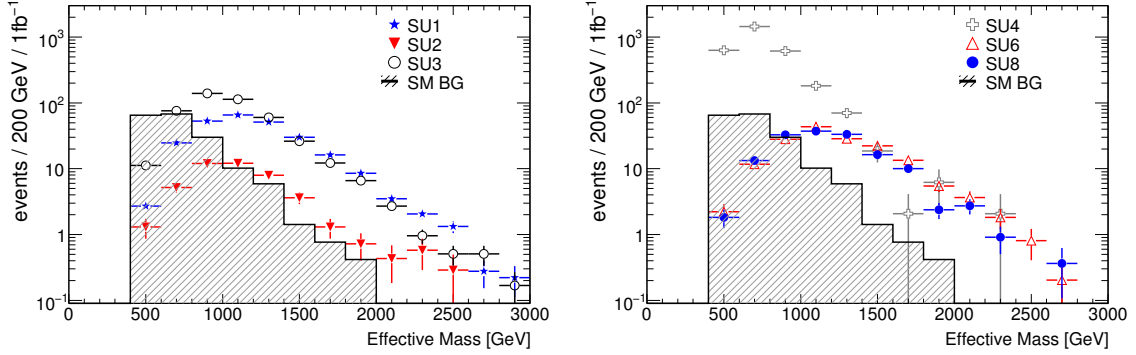 events / 200 GeV / 1fb⁻¹
10³
10²
10
1
10⁻¹
SU1
SU2
SU3
SM BG
0 500 1000 1500 2000 2500 3000
Effective Mass [GeV]
events / 200 GeV / 1fb⁻¹
10³
10²
10
1
10⁻¹
SU4
SU6
SU8
SM BG
0 500 1000 1500 2000 2500 3000
Effective Mass [GeV]